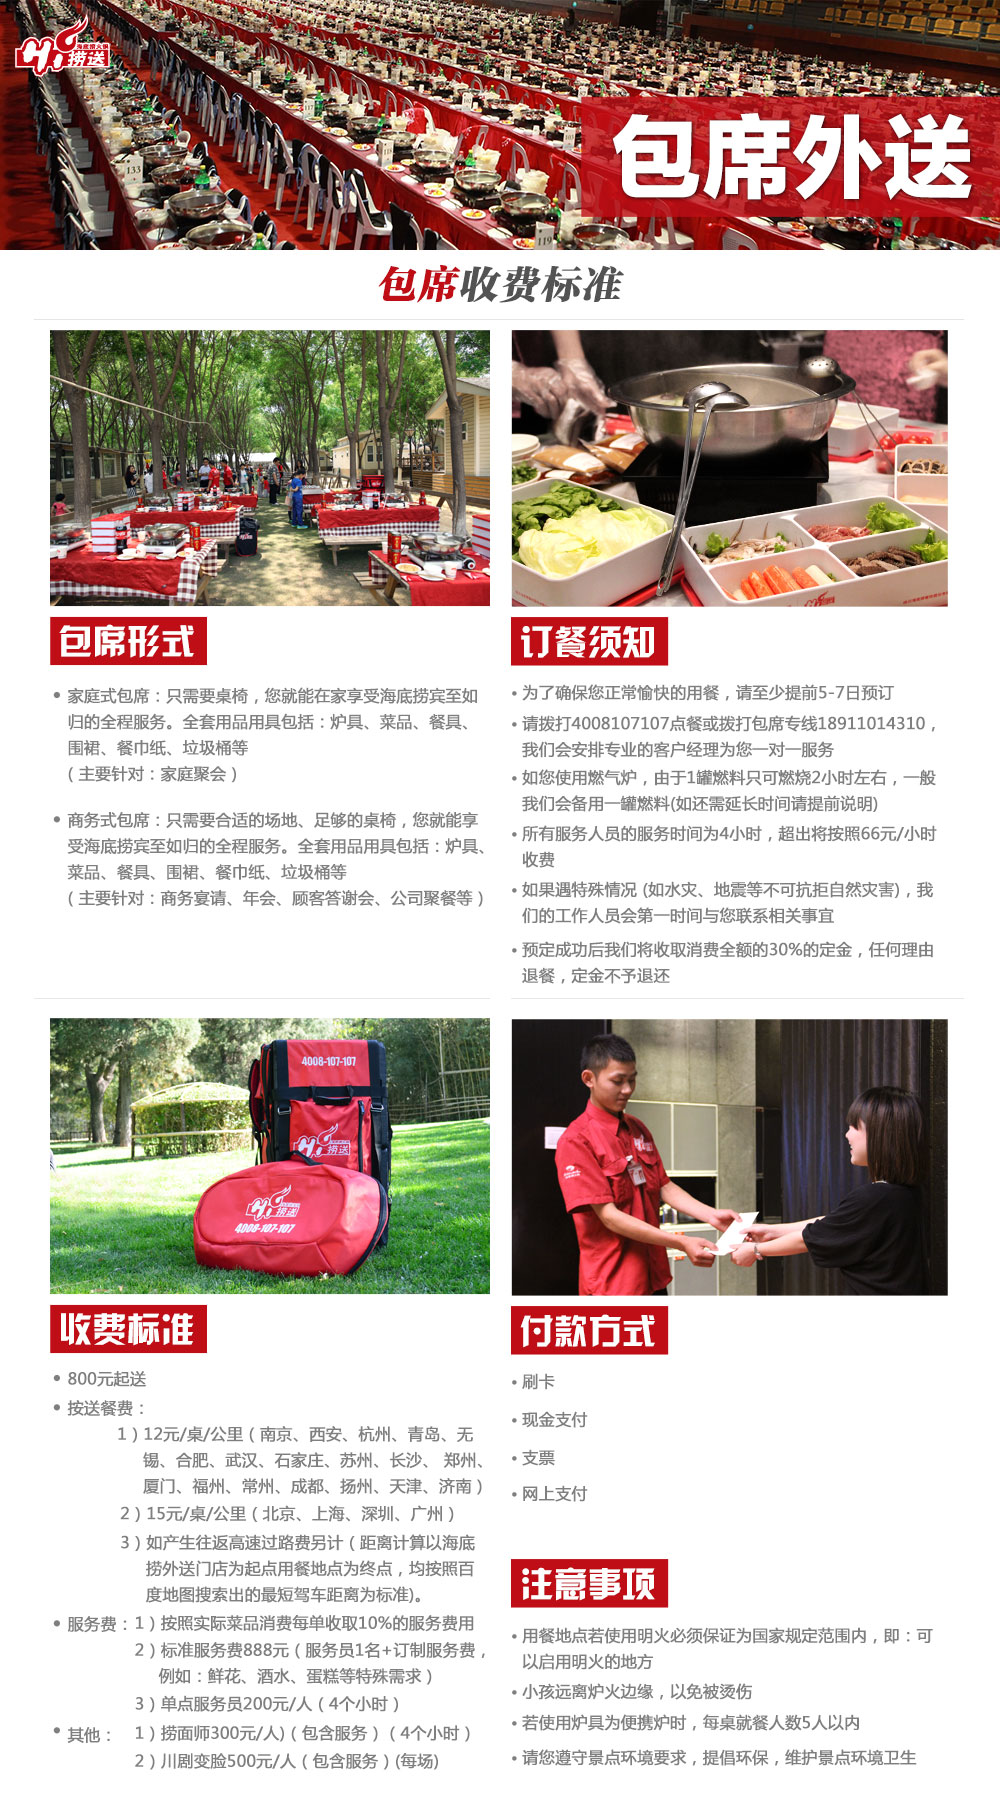 海底捞火锅
Hi 捞送
133
119
包席外送
包席收费标准
包席形式
• 家庭式包席：只需要桌椅，您就能在家享受海底捞宾至如
归的全程服务。全套用品用具包括：炉具、菜品、餐具、
围裙、餐巾纸、垃圾桶等
（主要针对：家庭聚会）
• 商务式包席：只需要合适的场地、足够的桌椅，您就能享
受海底捞宾至如归的全程服务。全套用品用具包括：炉具、
菜品、餐具、围裙、餐巾纸、垃圾桶等
（主要针对：商务宴请、年会、顾客答谢会、公司聚餐等）
订餐须知
• 为了确保您正常愉快的用餐，请至少提前5-7日预订
• 请拨打4008107107点餐或拨打包席专线18911014310，
我们会安排专业的客户经理为您一对一服务
• 如您使用燃气炉，由于1罐燃料只可燃烧2小时左右，一般
我们会备用一罐燃料(如还需延长时间请提前说明)
• 所有服务人员的服务时间为4小时，超出将按照66元/小时
收费
• 如果遇特殊情况 (如水灾、地震等不可抗拒自然灾害)，我
们的工作人员会第一时间与您联系相关事宜
• 预定成功后我们将收取消费全额的30%的定金，任何理由
退餐，定金不予退还
4008-107-107
Hi 捞送
Hi 捞送
4008-107-107
收费标准
• 800元起送
• 按送餐费：
1）12元/桌/公里（南京、西安、杭州、青岛、无
锡、合肥、武汉、石家庄、苏州、长沙、 郑州、
厦门、福州、常州、成都、扬州、天津、济南）
2）15元/桌/公里（北京、上海、深圳、广州）
3）如产生往返高速过路费另计（距离计算以海底
捞外送门店为起点用餐地点为终点，均按照百
度地图搜索出的最短驾车距离为标准)。
• 服务费：1）按照实际菜品消费每单收取10%的服务费用
2）标准服务费888元（服务员1名+订制服务费，
例如：鲜花、酒水、蛋糕等特殊需求）
3）单点服务员200元/人（4个小时）
• 其他： 1）捞面师300元/人)（包含服务）（4个小时）
2）川剧变脸500元/人（包含服务）(每场)
付款方式
• 刷卡
• 现金支付
• 支票
• 网上支付
注意事项
• 用餐地点若使用明火必须保证为国家规定范围内，即：可
以启用明火的地方
• 小孩远离炉火边缘，以免被烫伤
• 若使用炉具为便携炉时，每桌就餐人数5人以内
• 请您遵守景点环境要求，提倡环保，维护景点环境卫生